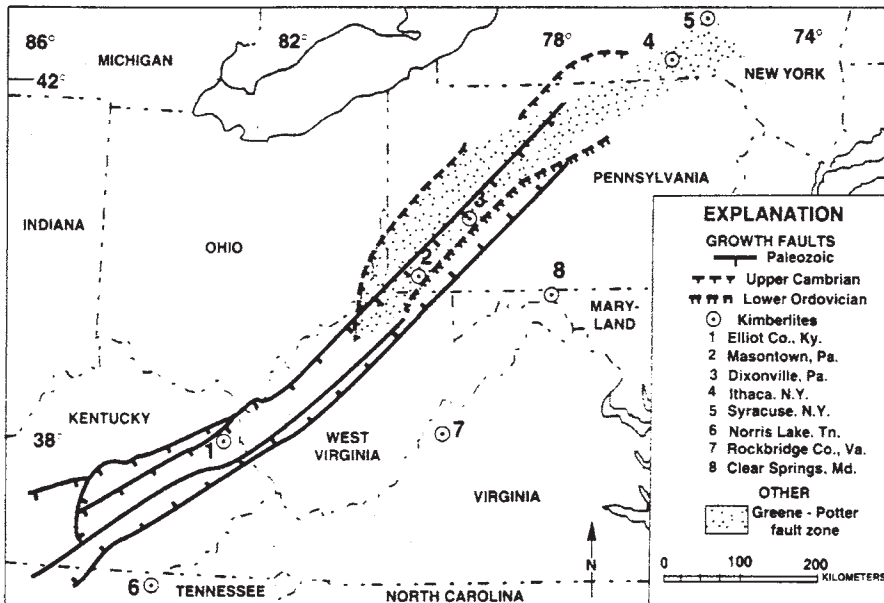 86°
MICHIGAN
82°
78°
5
4
74°
NEW YORK
42°
PENNSYLVANIA
INDIANA
OHIO
3
2
8
MARY-
LAND
KENTUCKY
38°
1
WEST
VIRGINIA
7
VIRGINIA
6
TENNESSEE
NORTH CAROLINA
N
EXPLANATION
GROWTH FAULTS
Paleozoic
Upper Cambrian
Lower Ordovician
Kimberlites
1 Elliot Co., Ky.
2 Masontown, Pa.
3 Dixonville, Pa.
4 Ithaca. N.Y.
5 Syracuse. N.Y.
6 Norris Lake, Tn.
7 Rockbridge Co., Va.
8 Clear Springs, Md.
OTHER
Greene - Potter
fault zone
0 100 200
KILOMETERS